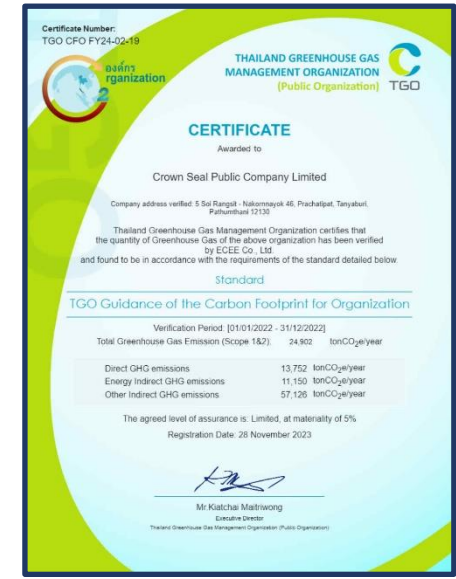 Certificate Number:
TGO CFO FY24-02-19
องค์กร
rganization
2
THAILAND GREENHOUSE GAS
MANAGEMENT ORGANIZATION
(Public Organization)
TGO
CERTIFICATE
Awarded to
Crown Seal Public Company Limited
Company address verified: 5 Soi Rangsit - Nakornnayok 46, Prachatipat, Tanyaburi,
Pathumthani 12130
Thailand Greenhouse Gas Management Organization certifies that
the quantity of Greenhouse Gas of the above organization has been verified
by ECEE Co., Ltd.
and found to be in accordance with the requirements of the standard detailed below.
Standard
TGO Guidance of the Carbon Footprint for Organization
Verification Period: [01/01/2022 - 31/12/2022]
Total Greenhouse Gas Emission (Scope 1&2). 24,902 tonCO2e/year
Direct GHG emissions 13,752 tonCO2e/year
Energy Indirect GHG emissions 11,150 tonCO2e/year
Other Indirect GHG emissions 57,126 tonCO2e/year
The agreed level of assurance is: Limited, at materiality of 5%
Registration Date: 28 November 2023
Mr.Kiatchai Maitriwong
Executive Director
Thailand Greenhouse Gas Management Organization (Public Organization)